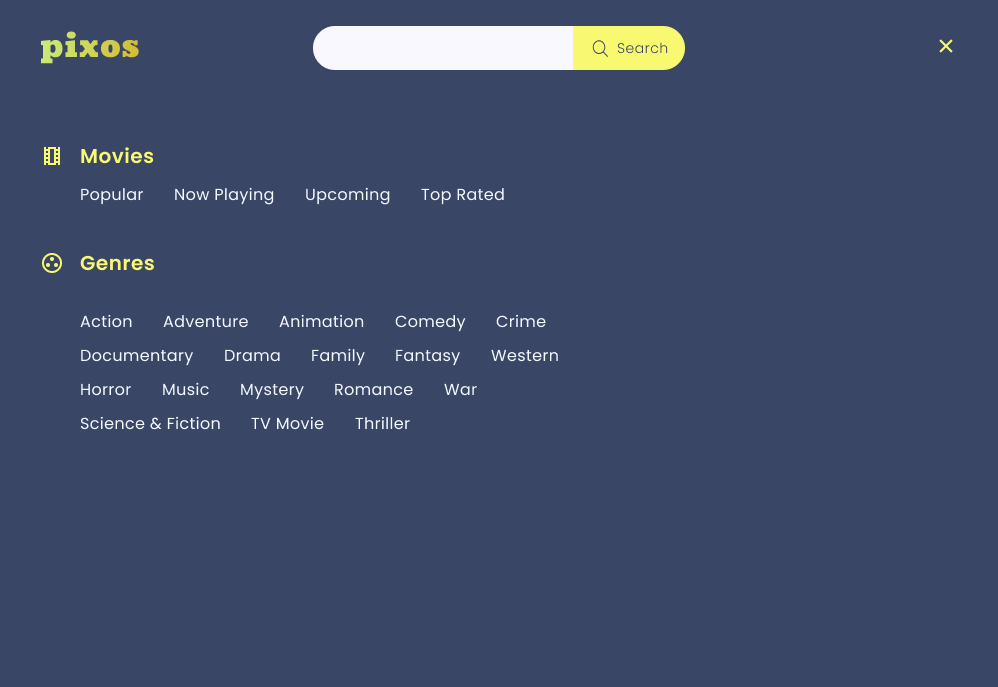 pixos
Search
Movies
Popular Now Playing Upcoming Top Rated
Genres
Action Adventure Animation Comedy Crime
Documentary Drama Family Fantasy Western
Horror Music Mystery Romance War
Science & Fiction TV Movie Thriller